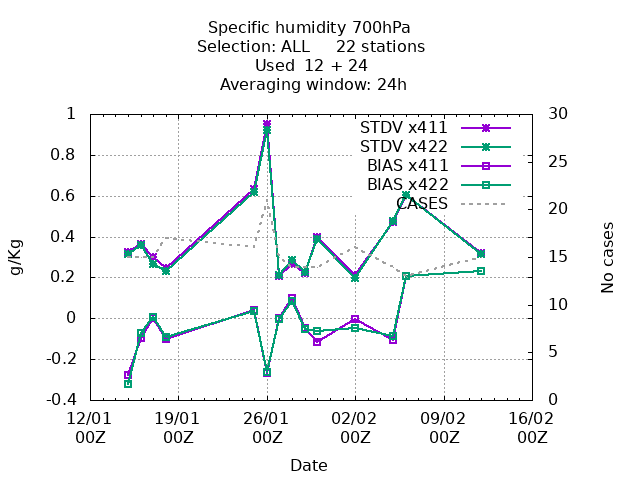 Specific humidity 700hPa
Selection: ALL 22 stations
Used 12 + 24
Averaging window: 24h
STDV x411
STDV x422
BIAS x411
BIAS x422
CASES
1
0.8
0.6
0.4
0.2
0
-0.2
-0.4
g/Kg
30
25
20
15
10
5
0
No cases
12/01 19/01 26/01 02/02 09/02 16/02
00Z 00Z 00Z 00Z 00Z 00Z
Date